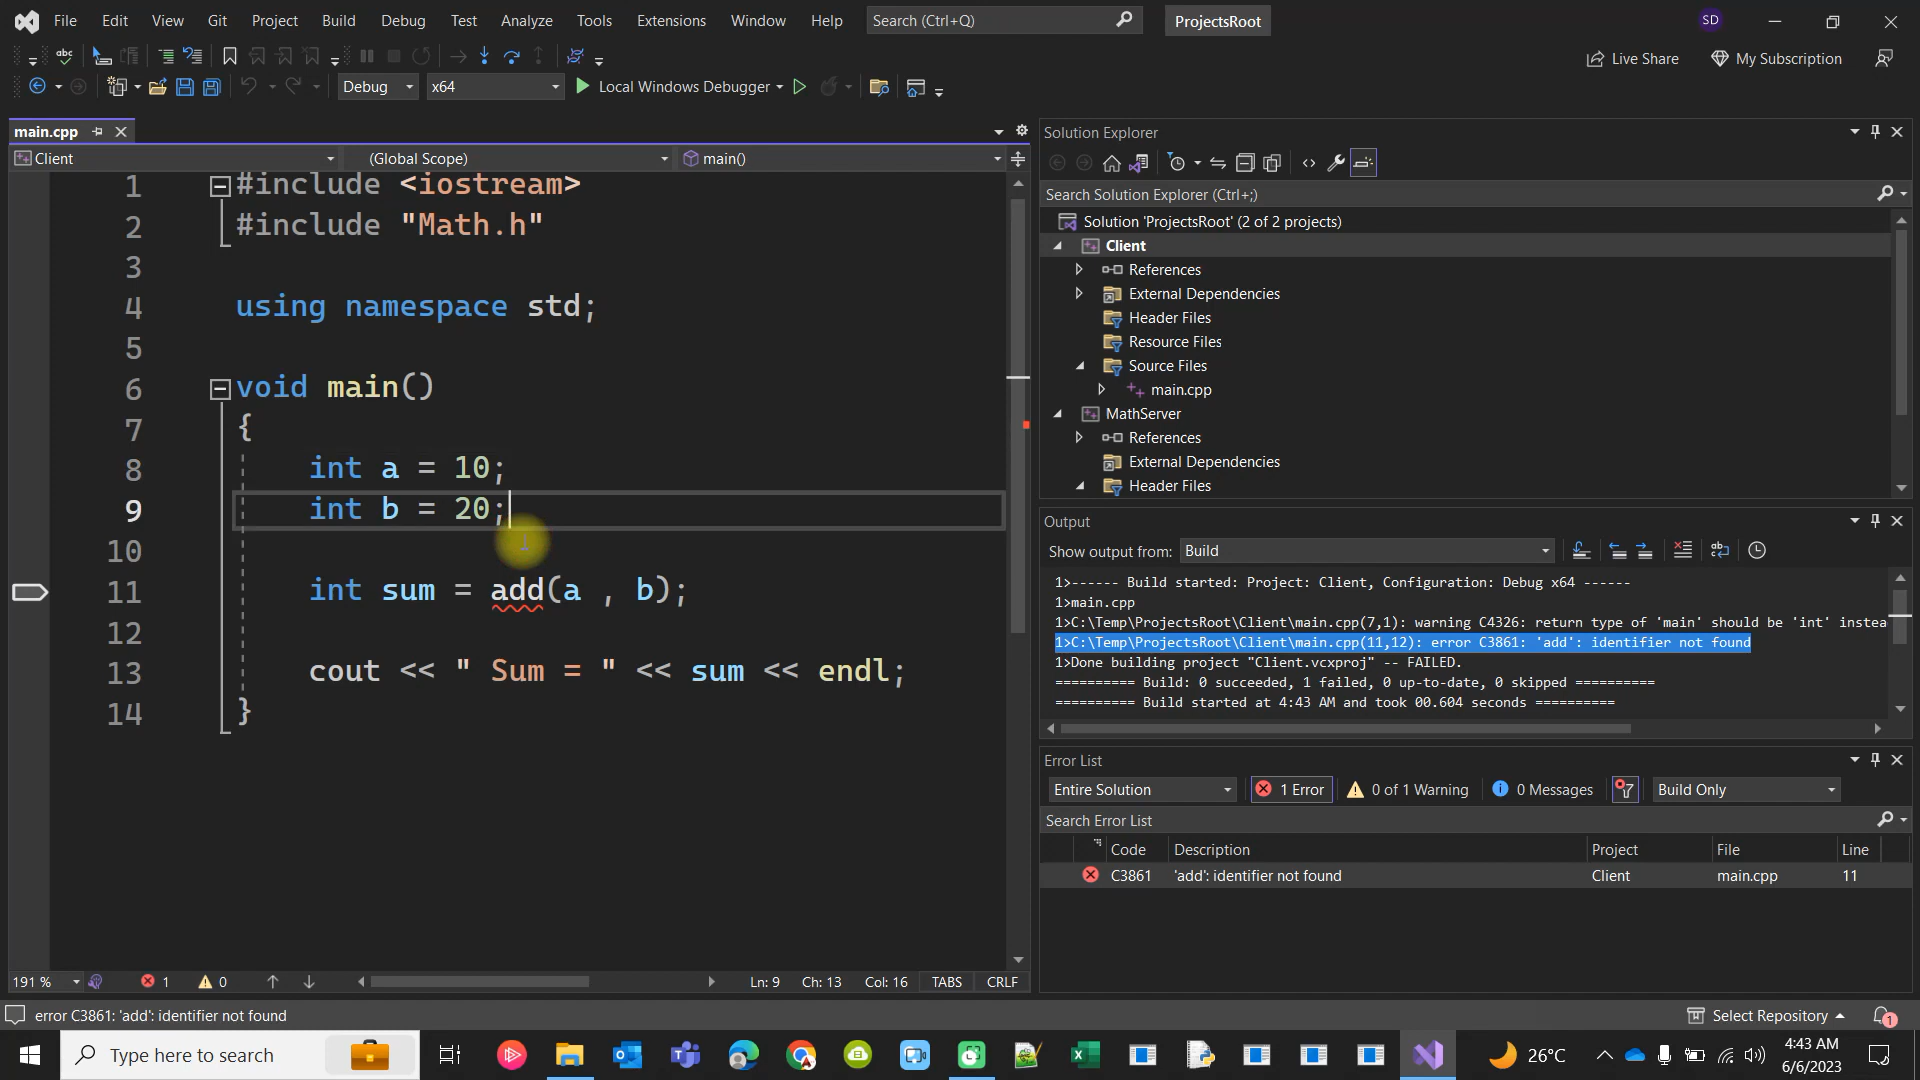 File Edit View Git Project Build Debug Test Analyze Tools Extensions Window Help Search (Ctrl+Q) ProjectsRoot SD
Live Share My Subscription
Debug x64 Local Windows Debugger
main.cpp
Client (Global Scope) main()
1 #include <iostream>
2 #include "Math.h"
3
4 using namespace std;
5
6 void main()
7 {
8 int a = 10;
9 int b = 20;
10
11 int sum = add(a , b);
12
13 cout << " Sum = " << sum << endl;
14 }
191 % 1 0 Ln: 9 Ch: 13 Col: 16 TABS CRLF
Solution Explorer
Search Solution Explorer (Ctrl+;)
Solution 'ProjectsRoot' (2 of 2 projects)
Client
References
External Dependencies
Header Files
Resource Files
Source Files
main.cpp
MathServer
References
External Dependencies
Header Files
Output
Show output from: Build
1>------ Build started: Project: Client, Configuration: Debug x64 ------
1>main.cpp
1>C:\Temp\ProjectsRoot\Client\main.cpp(7,1): warning C4326: return type of 'main' should be 'int' instea
1>C:\Temp\ProjectsRoot\Client\main.cpp(11,12): error C3861: 'add': identifier not found
1>Done building project "Client.vcxproj" -- FAILED.
========== Build: 0 succeeded, 1 failed, 0 up-to-date, 0 skipped ==========
========== Build started at 4:43 AM and took 00.604 seconds ==========
Error List
Entire Solution 1 Error 0 of 1 Warning 0 Messages Build Only
Search Error List
Code Description Project File Line
C3861 'add': identifier not found Client main.cpp 11
error C3861: 'add': identifier not found Select Repository 1
Type here to search 26°C 4:43 AM
6/6/2023